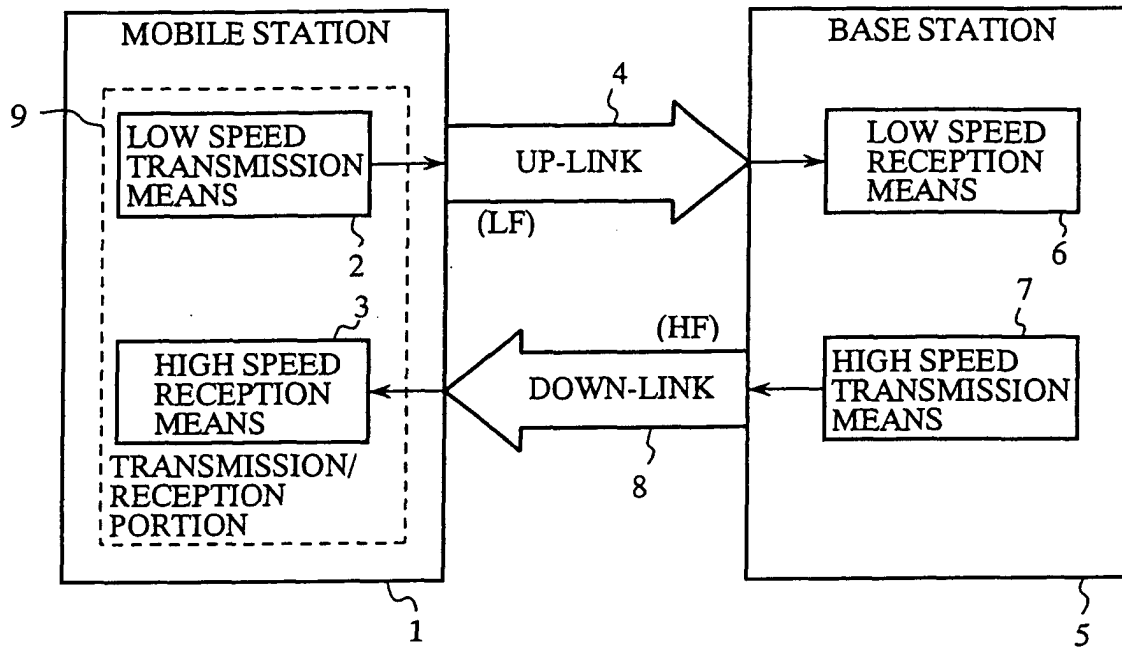 MOBILE STATION
BASE STATION
9
4
LOW SPEED
TRANSMISSION
MEANS
UP-LINK
LOW SPEED
RECEPTION
MEANS
(LF)
2
6
3
(HF)
7
HIGH SPEED
RECEPTION
MEANS
DOWN-LINK
HIGH SPEED
TRANSMISSION
MEANS
TRANSMISSION/
RECEPTION
PORTION
8
1
5